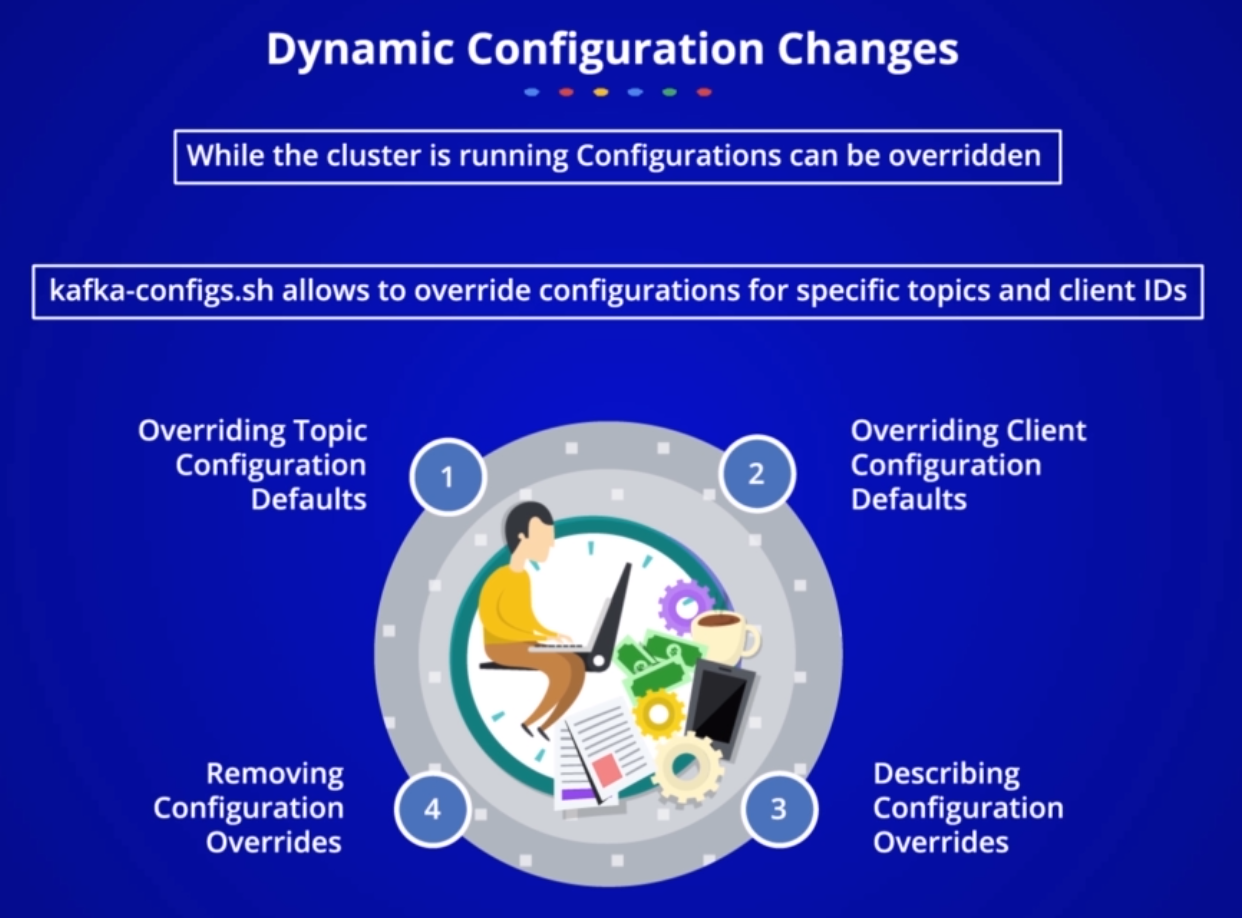 Dynamic Configuration Changes
While the cluster is running Configurations can be overridden
kafka-configs.sh allows to override configurations for specific topics and client IDs
Overriding Topic
Configuration
Defaults
1
2
Overriding Client
Configuration
Defaults
Removing
Configuration
Overrides
4
3
Describing
Configuration
Overrides